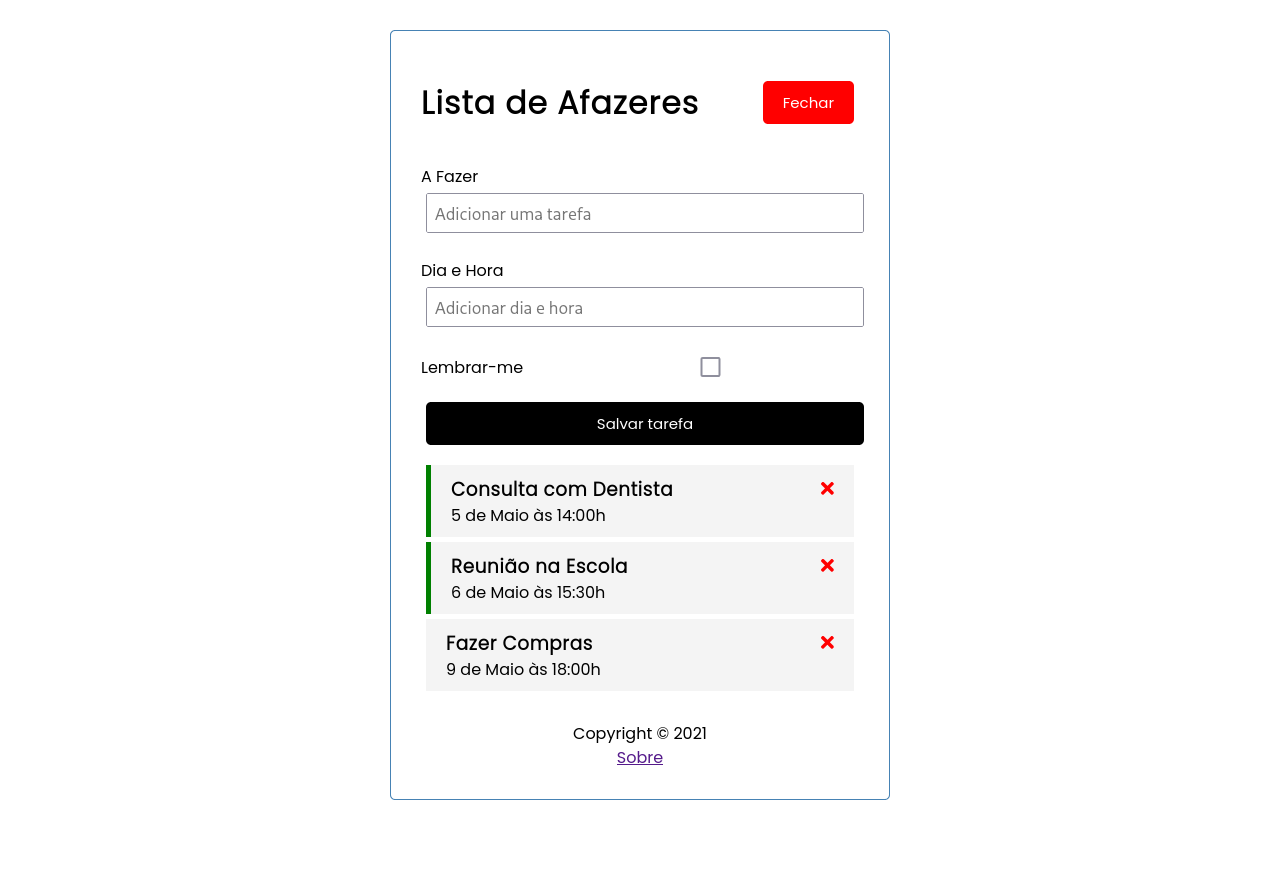 Lista de Afazeres
Fechar
A Fazer
Adicionar uma tarefa
Dia e Hora
Adicionar dia e hora
Lembrar-me
Salvar tarefa
Consulta com Dentista
5 de Maio às 14:00h
Reunião na Escola
6 de Maio às 15:30h
Fazer Compras
9 de Maio às 18:00h
Copyright © 2021
Sobre